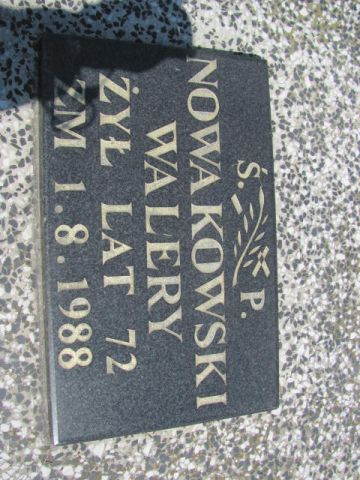 Ś. P.
NOWAKOWSKI
WALERY
ŻYŁ LAT 72
ZM 1.8.1988